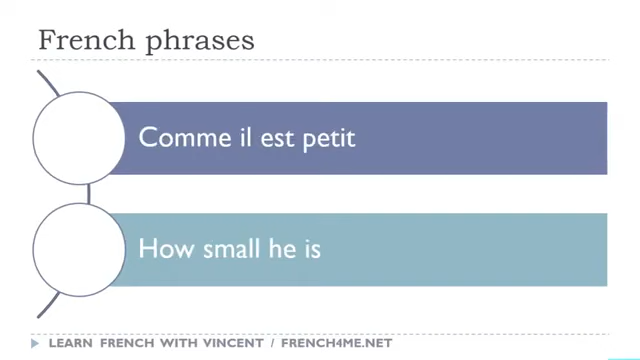 French phrases
Comme il est petit
How small he is
LEARN FRENCH WITH VINCENT / FRENCH4ME.NET